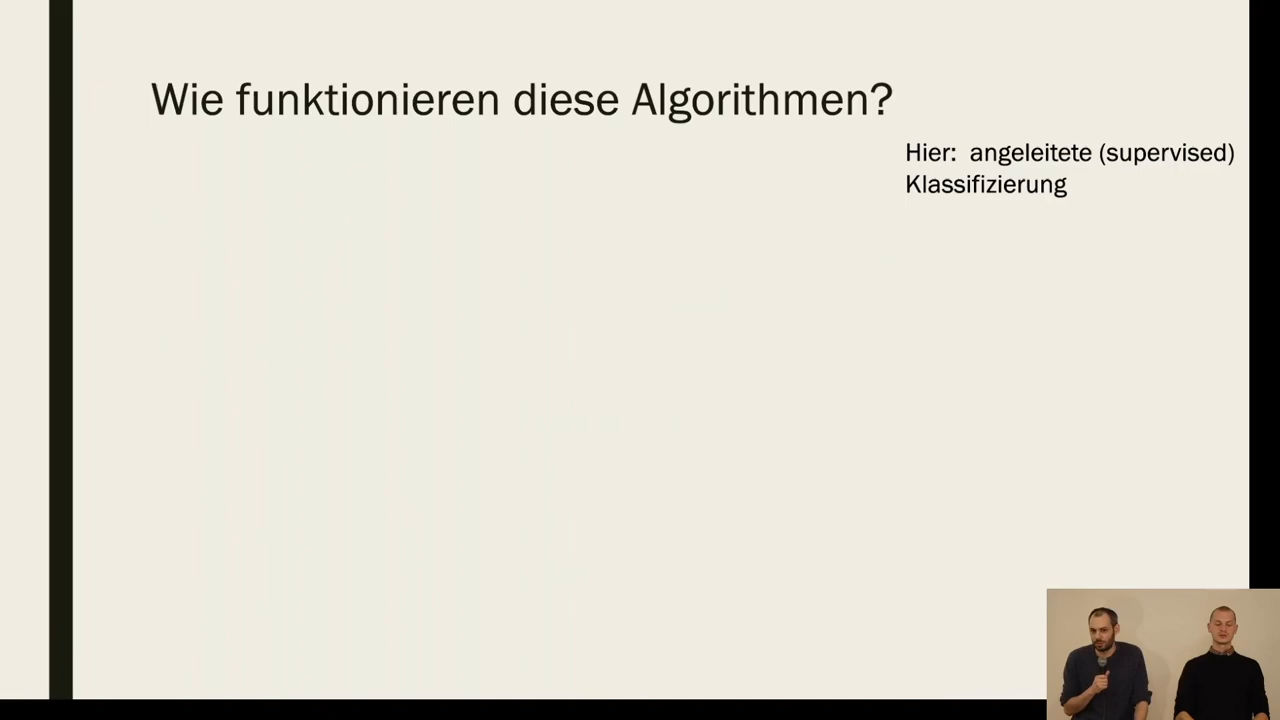 Wie funktionieren diese Algorithmen?
Hier: angeleitete (supervised)
Klassifizierung